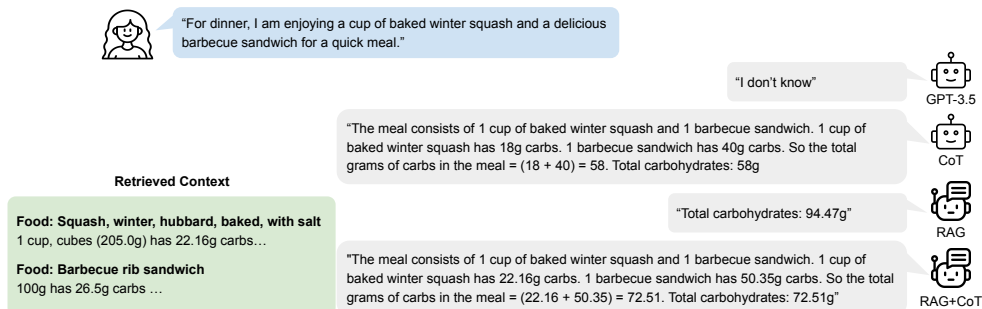 “For dinner, I am enjoying a cup of baked winter squash and a delicious
barbecue sandwich for a quick meal.”
“I don’t know”
GPT-3.5
“The meal consists of 1 cup of baked winter squash and 1 barbecue sandwich. 1 cup of
baked winter squash has 18g carbs. 1 barbecue sandwich has 40g carbs. So the total
grams of carbs in the meal = (18 + 40) = 58. Total carbohydrates: 58g
CoT
Retrieved Context
Food: Squash, winter, hubbard, baked, with salt
1 cup, cubes (205.0g) has 22.16g carbs…
Food: Barbecue rib sandwich
100g has 26.5g carbs …
“Total carbohydrates: 94.47g”
RAG
"The meal consists of 1 cup of baked winter squash and 1 barbecue sandwich. 1 cup of
baked winter squash has 22.16g carbs. 1 barbecue sandwich has 50.35g carbs. So the total
grams of carbs in the meal = (22.16 + 50.35) = 72.51. Total carbohydrates: 72.51g”
RAG+CoT